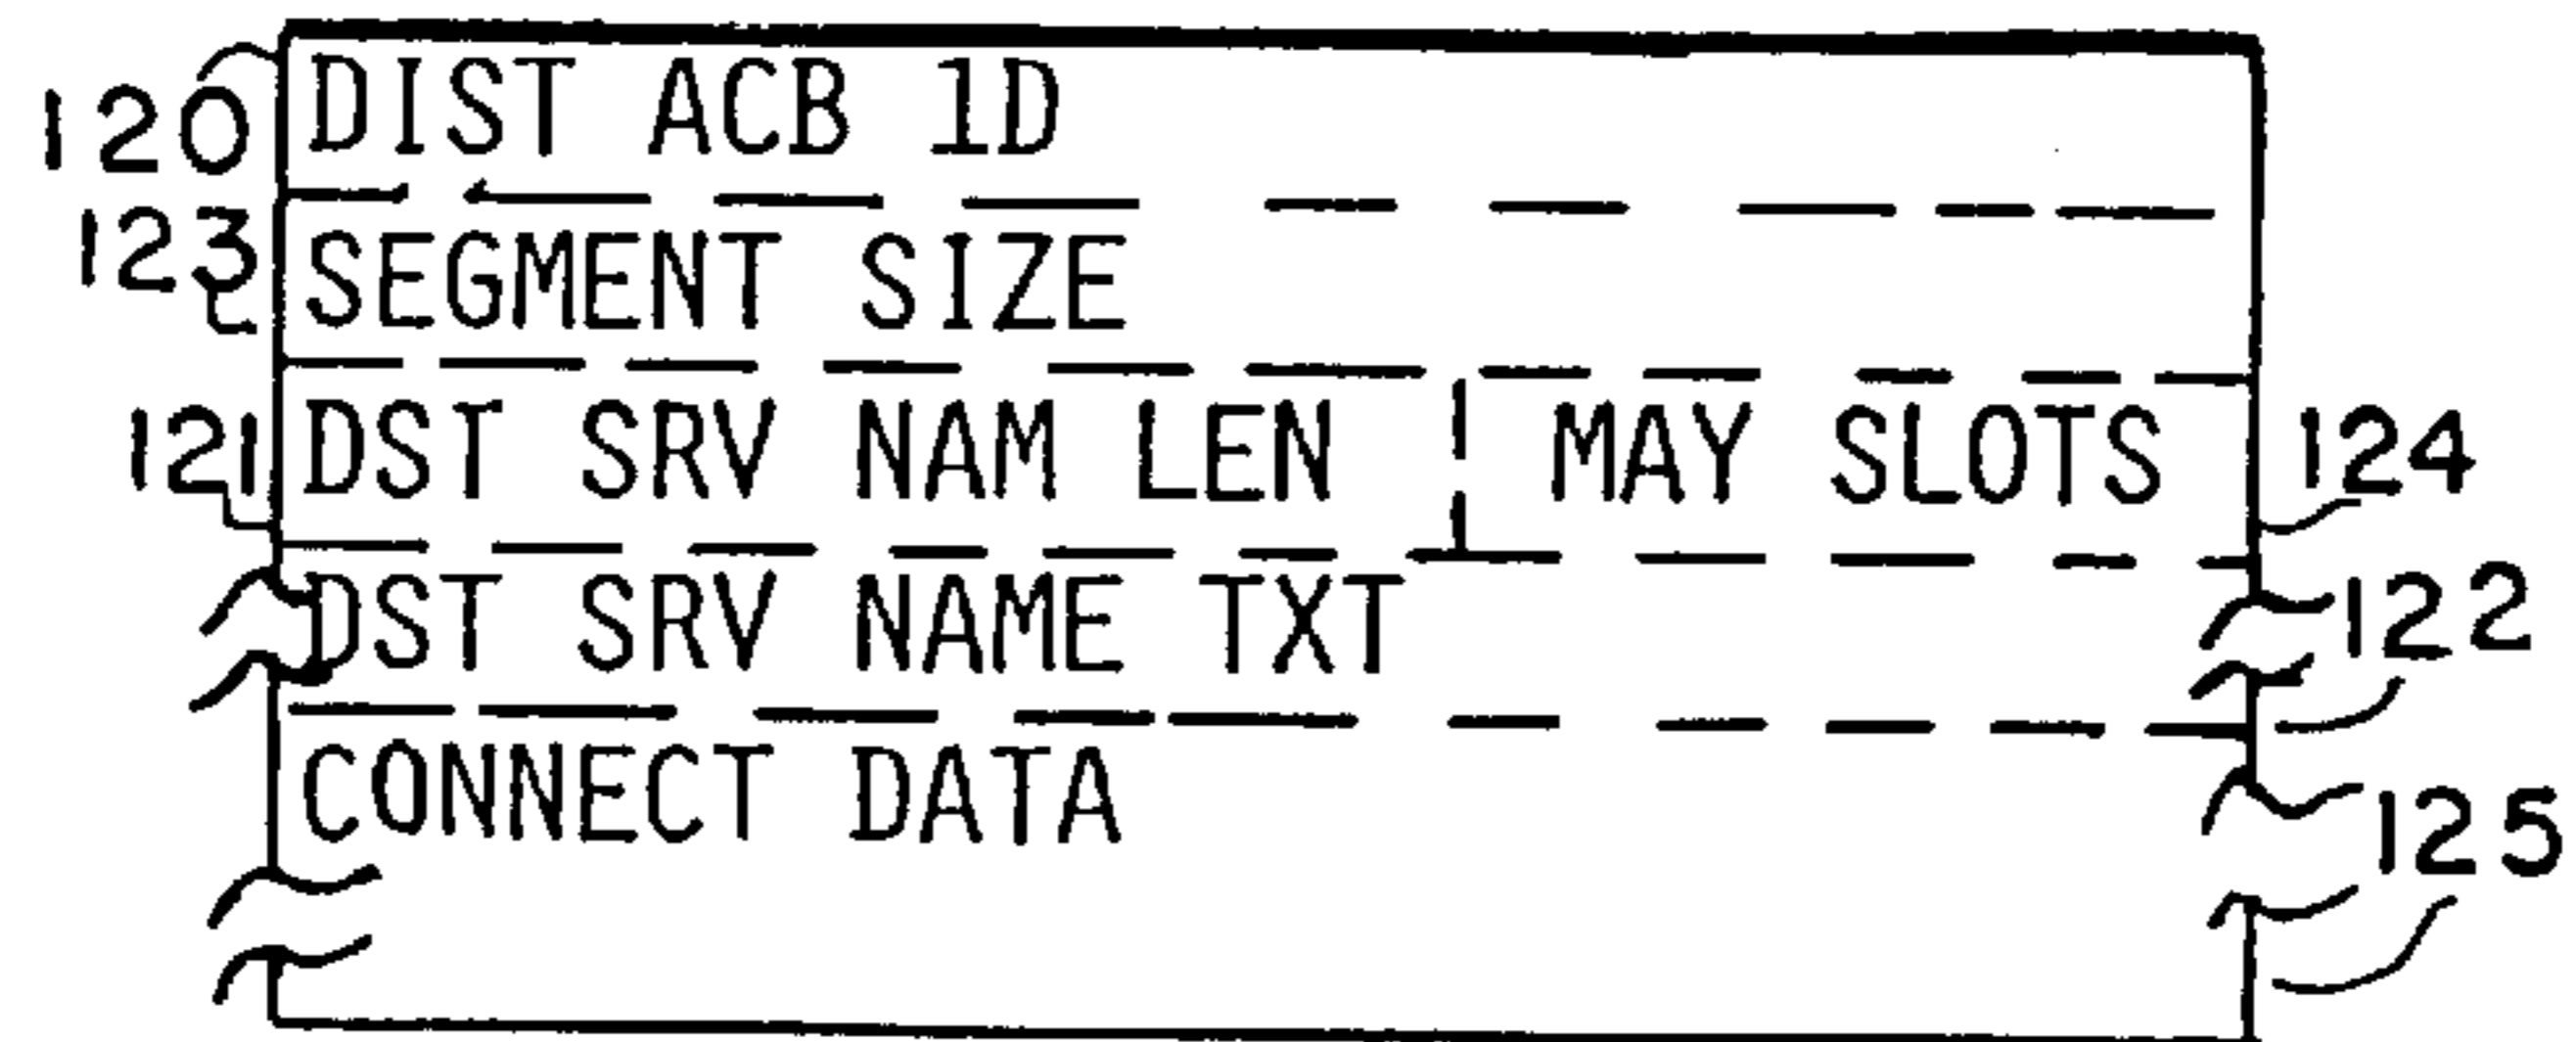 120 DIST ACB 1D
123 SEGMENT SIZE
121 DST SRV NAM LEN MAY SLOTS 124
DST SRV NAME TXT 122
CONNECT DATA 125